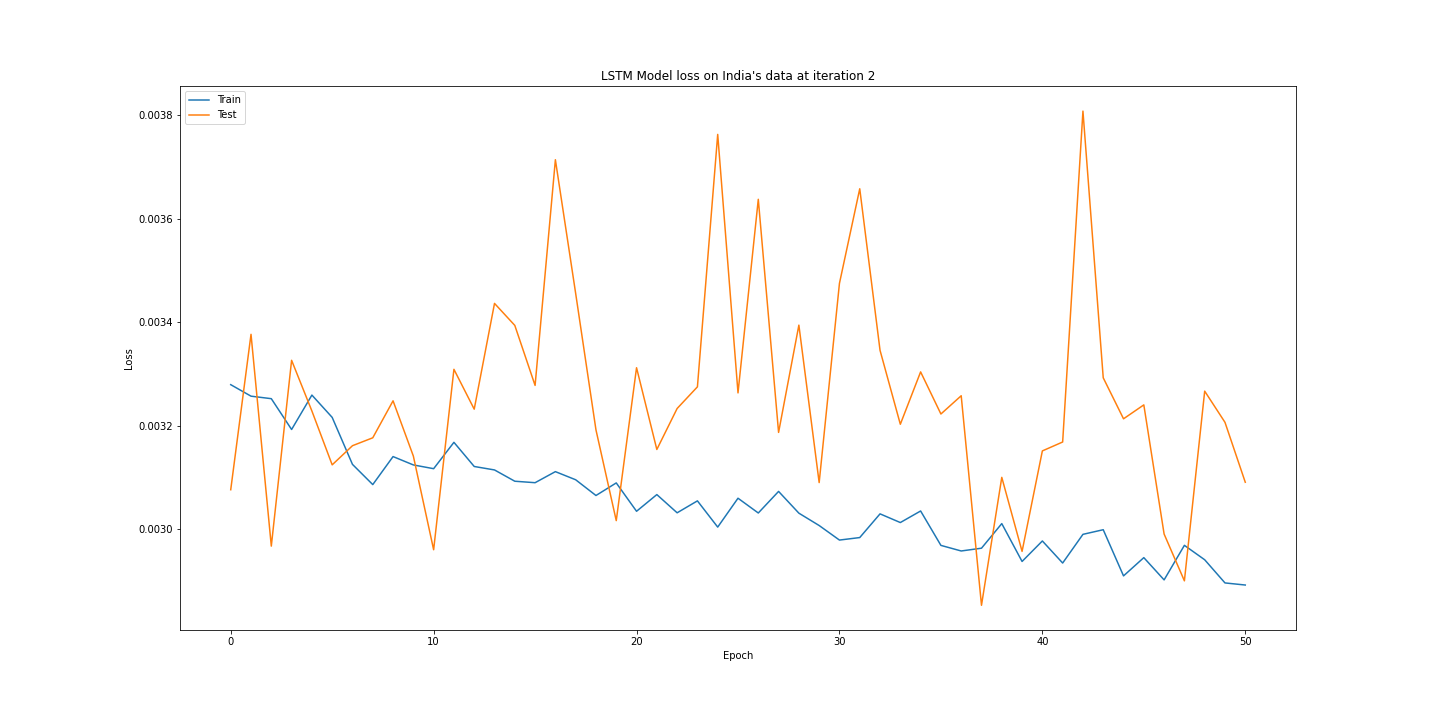 LSTM Model loss on India's data at iteration 2
Train
Test
0.0038
0.0036
0.0034
0.0032
0.0030
Loss
0 10 20 30 40 50
Epoch